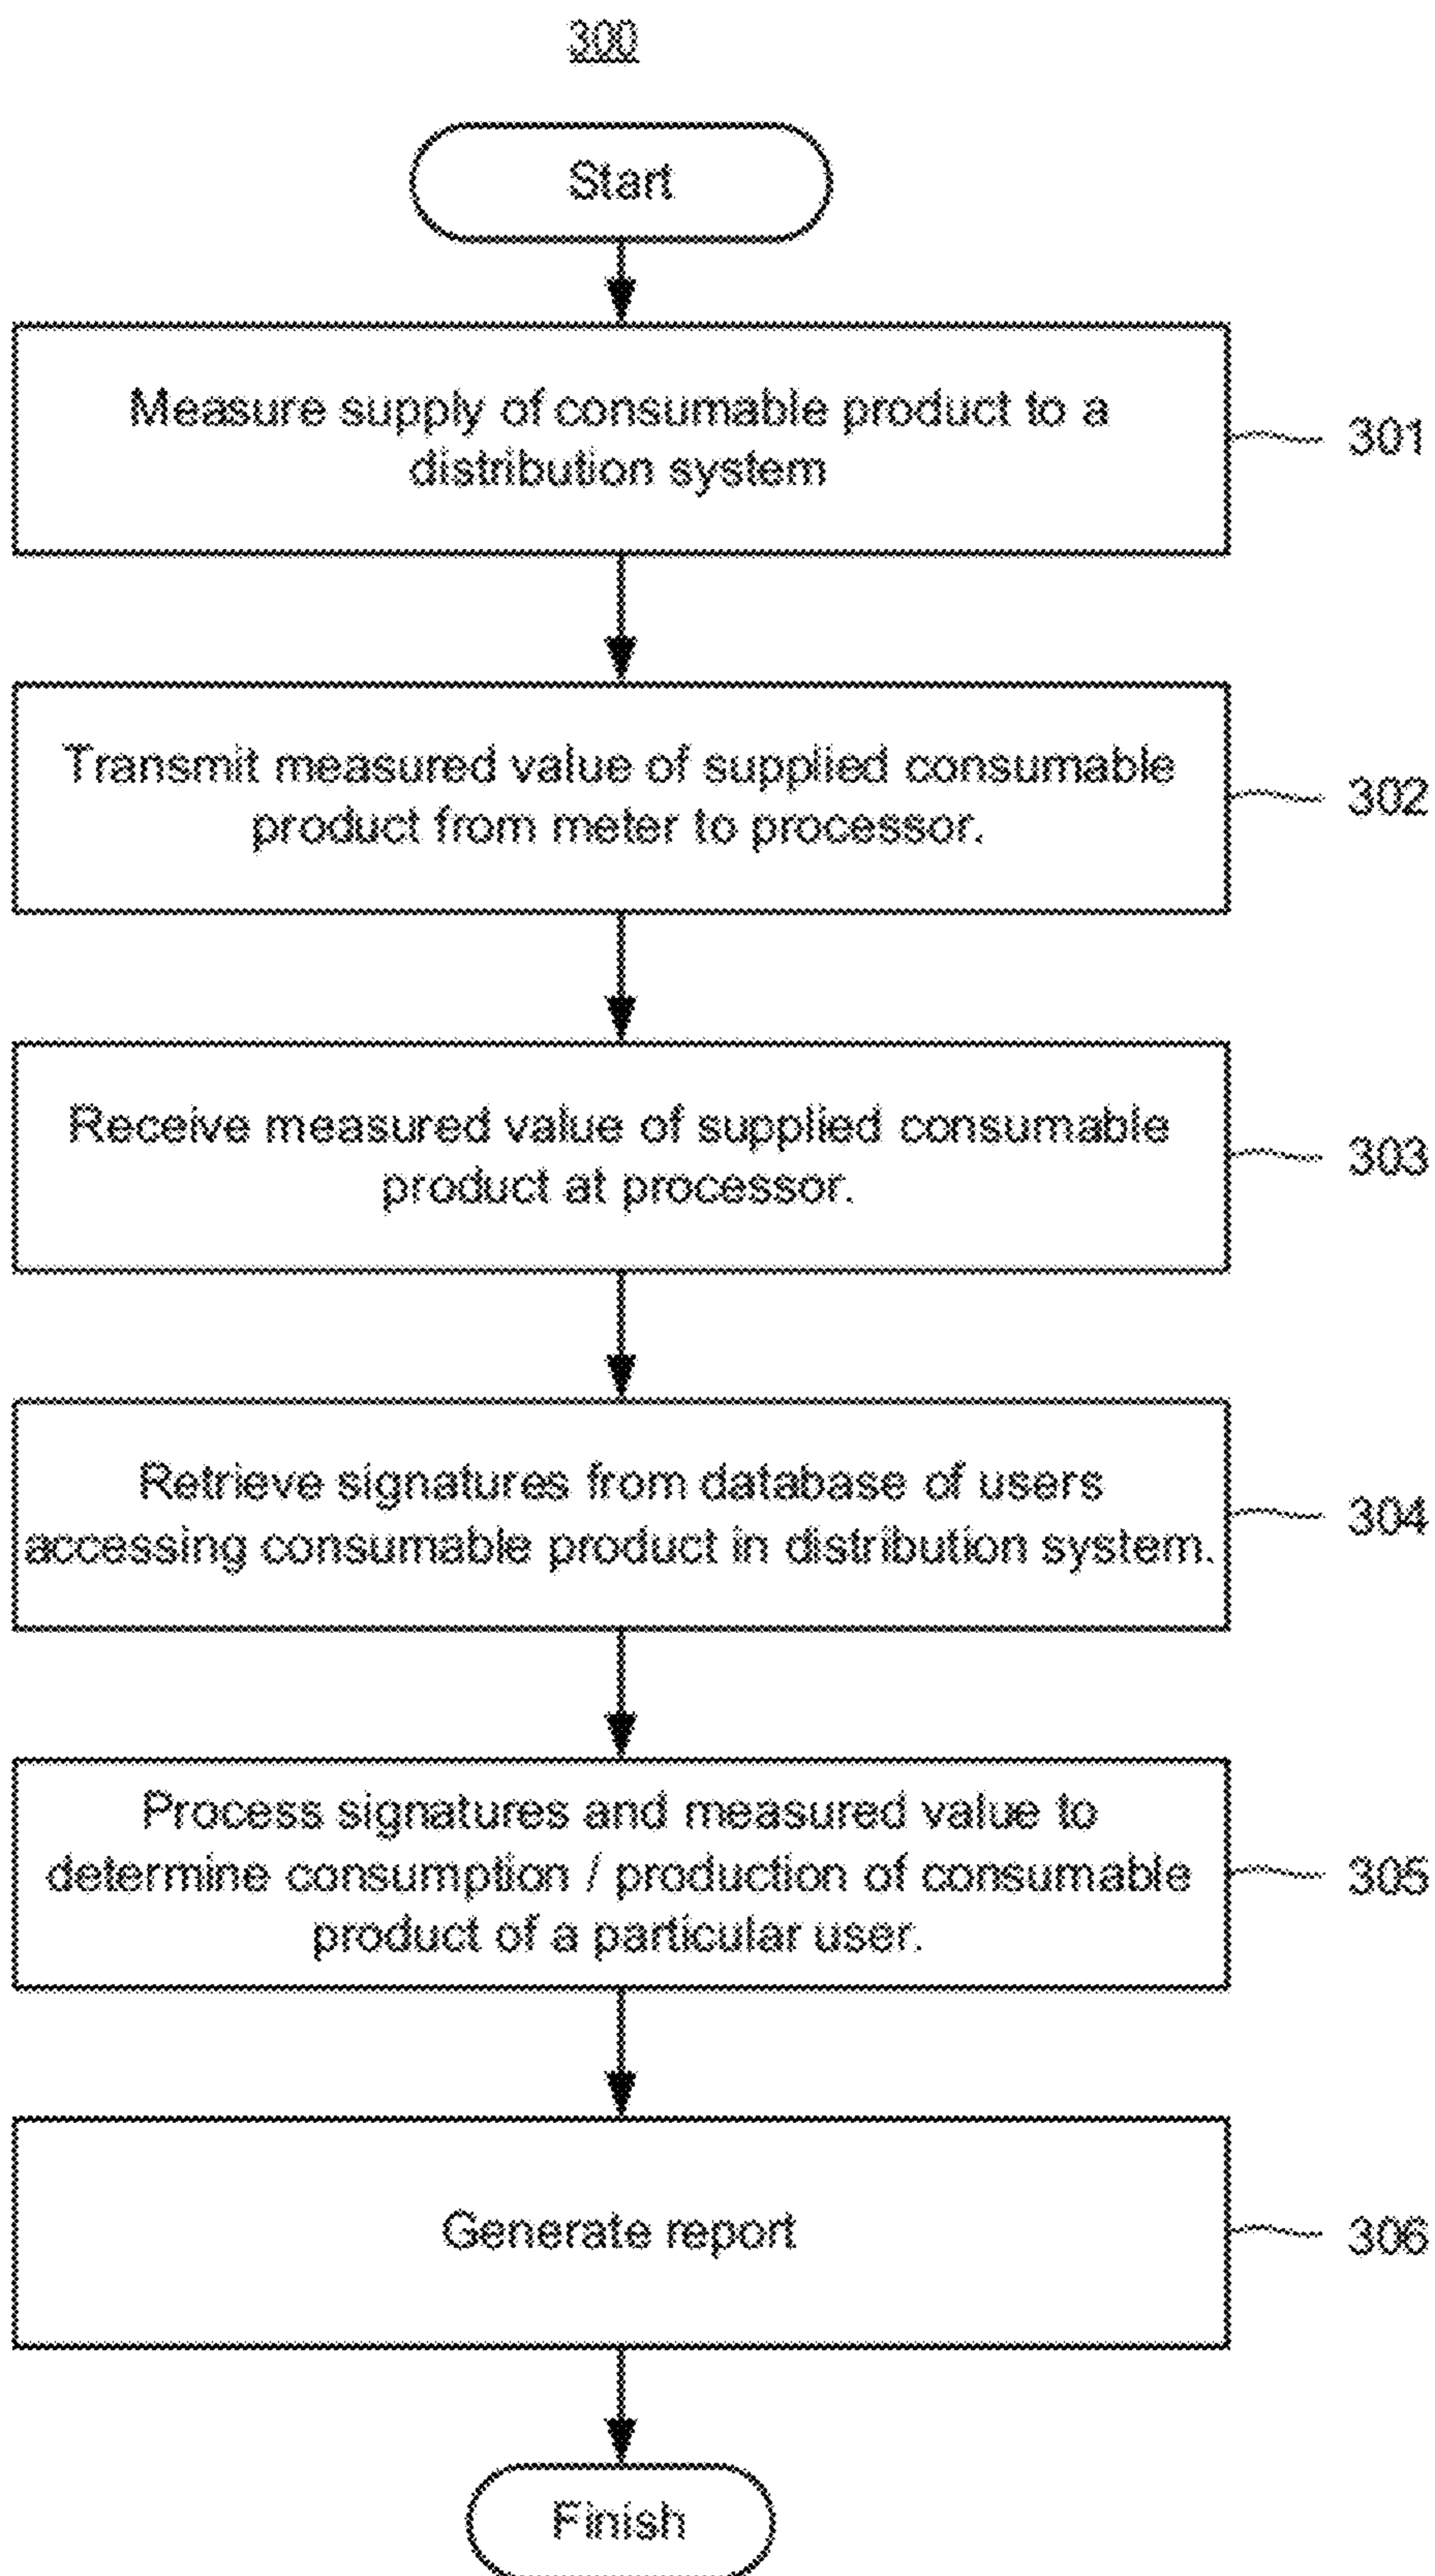 300
Start
Measure supply of consumable product to a
distribution system
301
Transmit measured value of supplied consumable
product from meter to processor.
302
Receive measured value of supplied consumable
product at processor.
303
Retrieve signatures from database of users
accessing consumable product in distribution system.
304
Process signatures and measured value to
determine consumption / production of consumable
product of a particular user.
305
Generate report
306
Finish